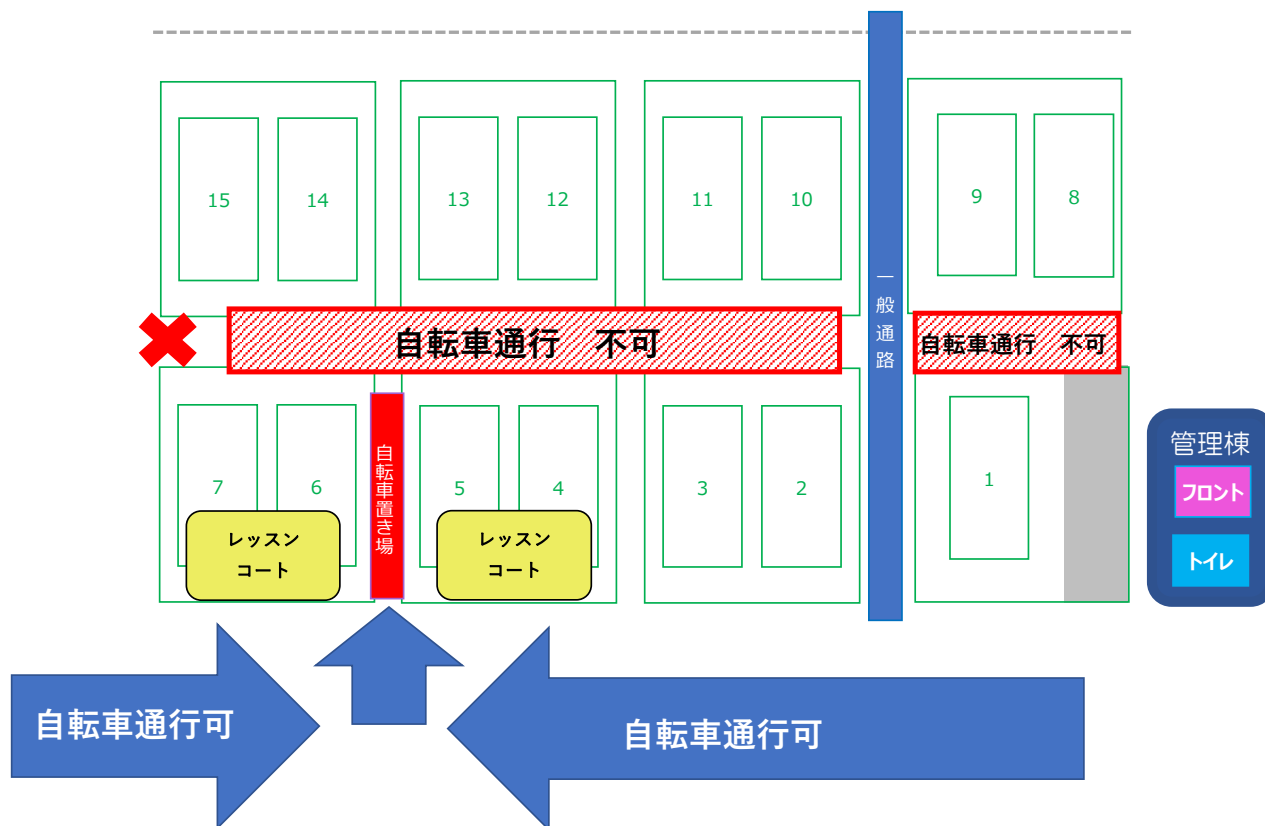 15
14
13
12
11
10
9
8
一般通路
自転車通行　不可
自転車通行　不可
7
6
自転車置き場
5
4
3
2
1
レッスン
コート
レッスン
コート
管理棟
フロント
トイレ
自転車通行可
自転車通行可